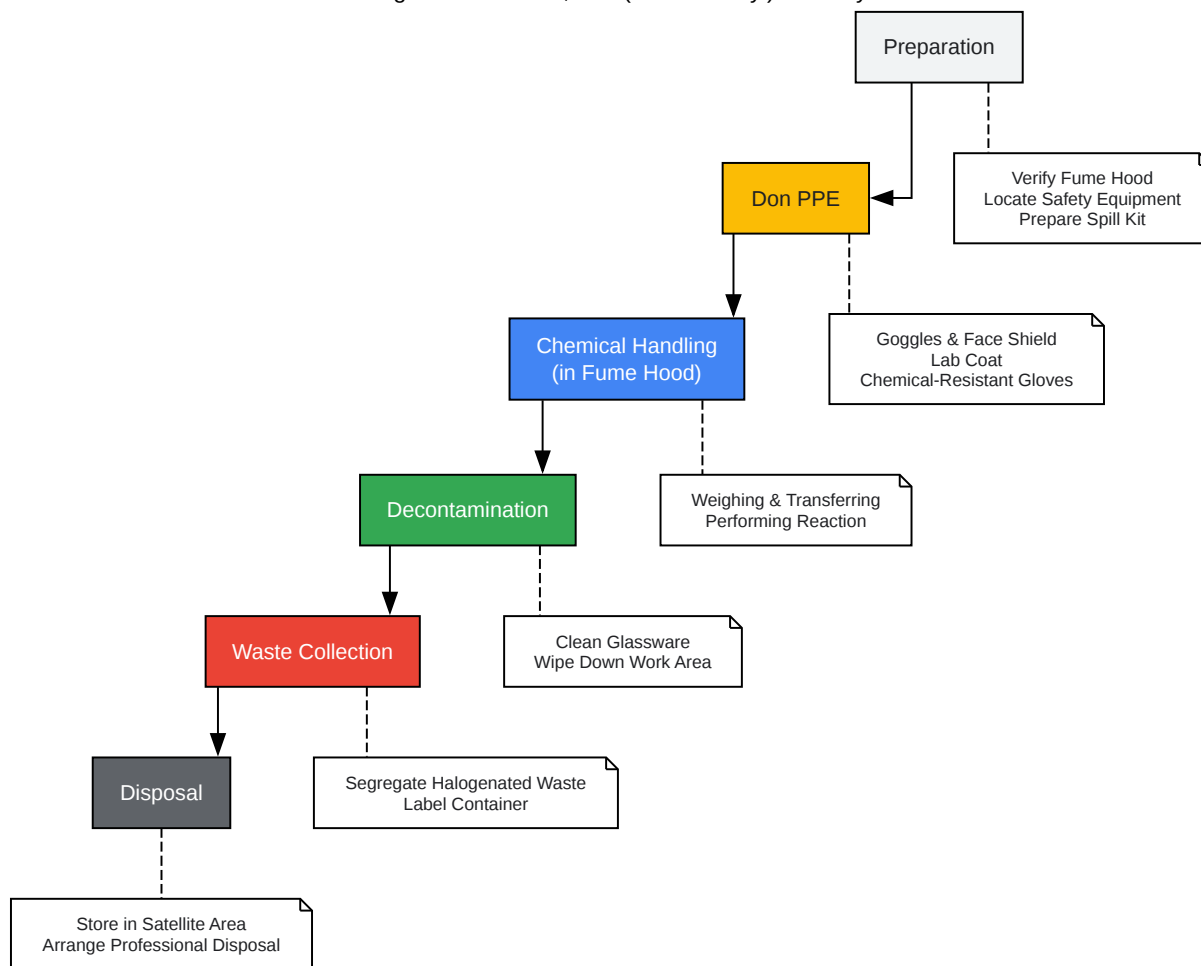 Preparation
Verify Fume Hood
Locate Safety Equipment
Prepare Spill Kit
Don PPE
Goggles & Face Shield
Lab Coat
Chemical-Resistant Gloves
Chemical Handling
(in Fume Hood)
Weighing & Transferring
Performing Reaction
Decontamination
Clean Glassware
Wipe Down Work Area
Waste Collection
Segregate Halogenated Waste
Label Container
Disposal
Store in Satellite Area
Arrange Professional Disposal